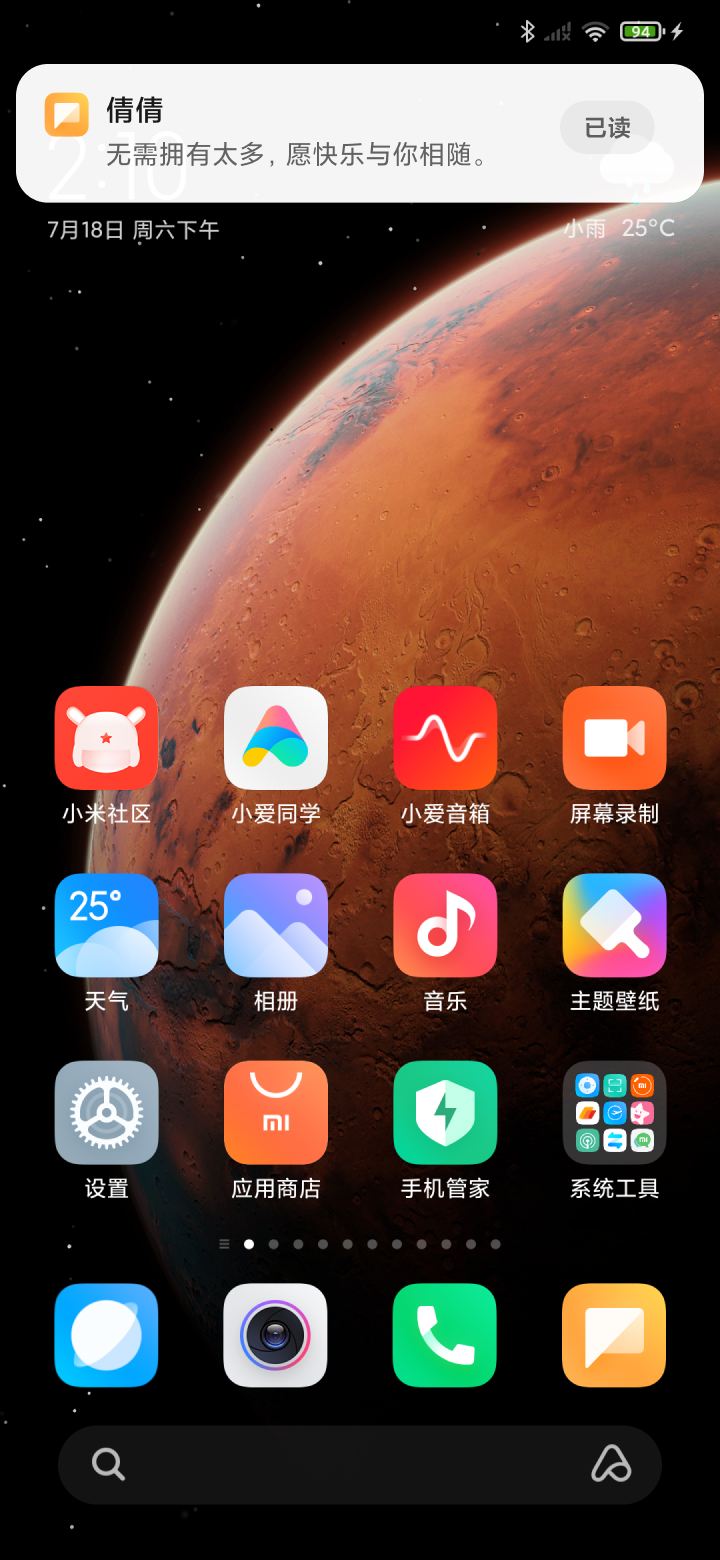 94
倩倩
已读
无需拥有太多, 愿快乐与你相随。
2:10
7月18日 周六下午
小雨 25°C
小米社区 小爱同学 小爱音箱 屏幕录制
25°
天气 相册 音乐 主题壁纸
mi
设置 应用商店 手机管家 系统工具